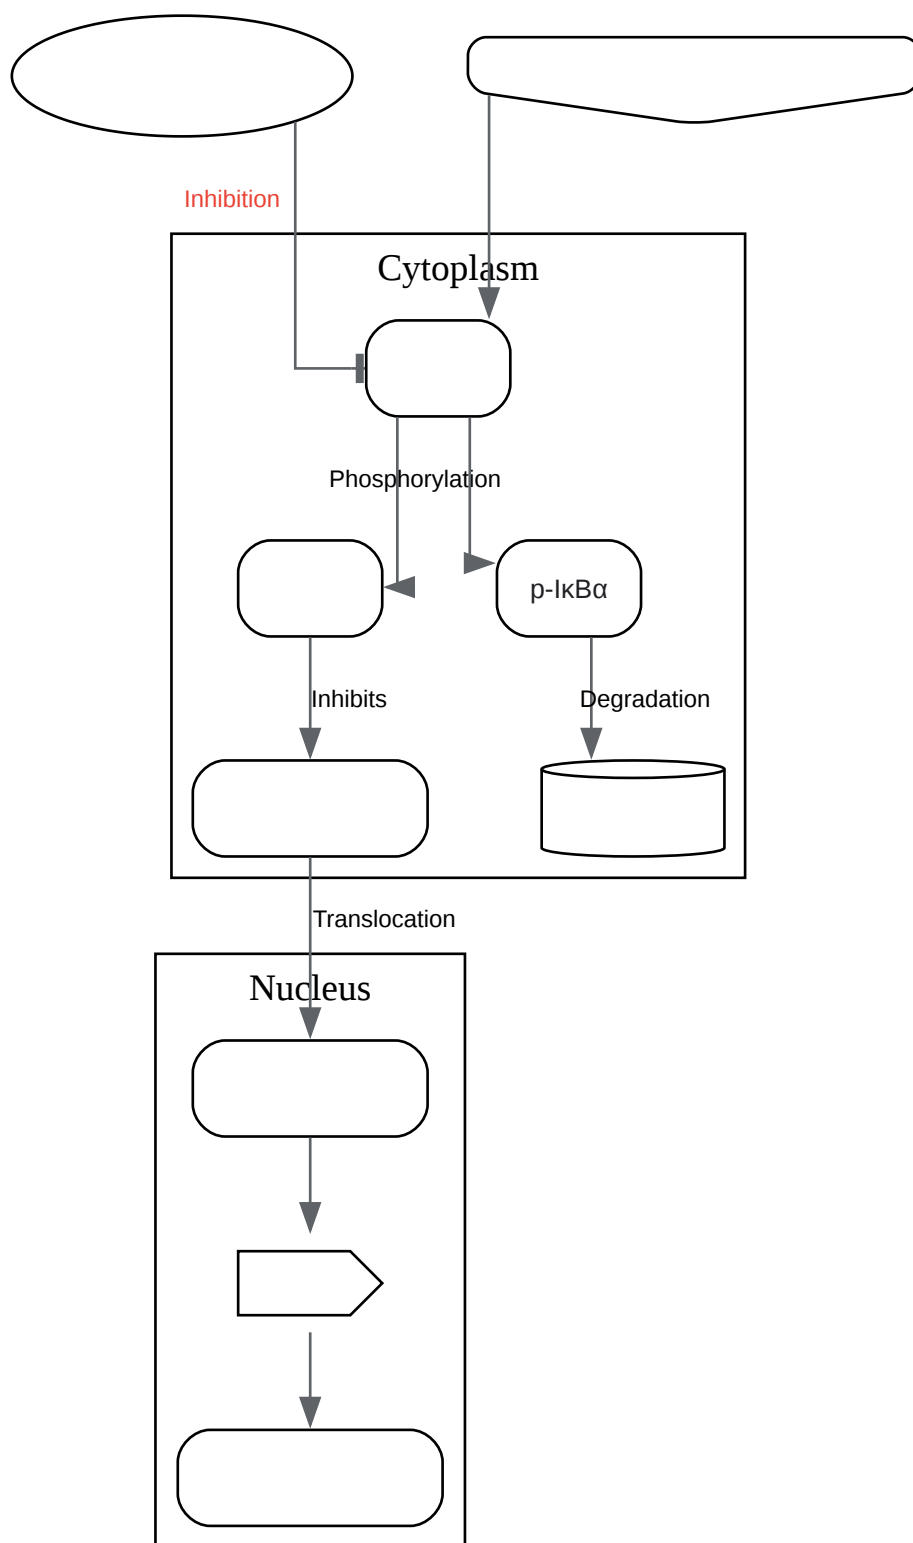 Inhibition
Cytoplasm
Phosphorylation
p-IκBα
Inhibits
Degradation
Translocation
Nucleus